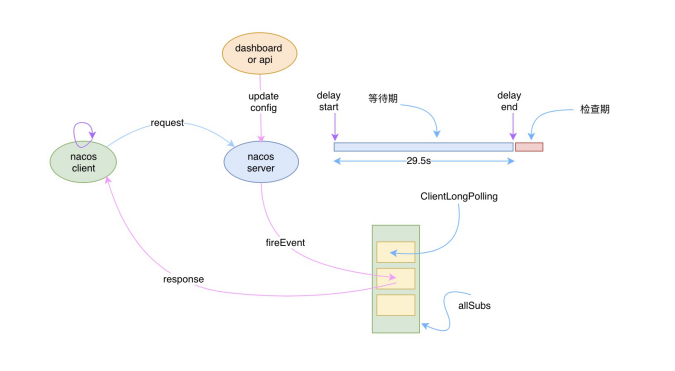 dashboard
or api
update
config
delay
start
等待期
delay
end
检查期
request
nacos
client
nacos
server
29.5s
ClientLongPolling
fireEvent
response
allSubs